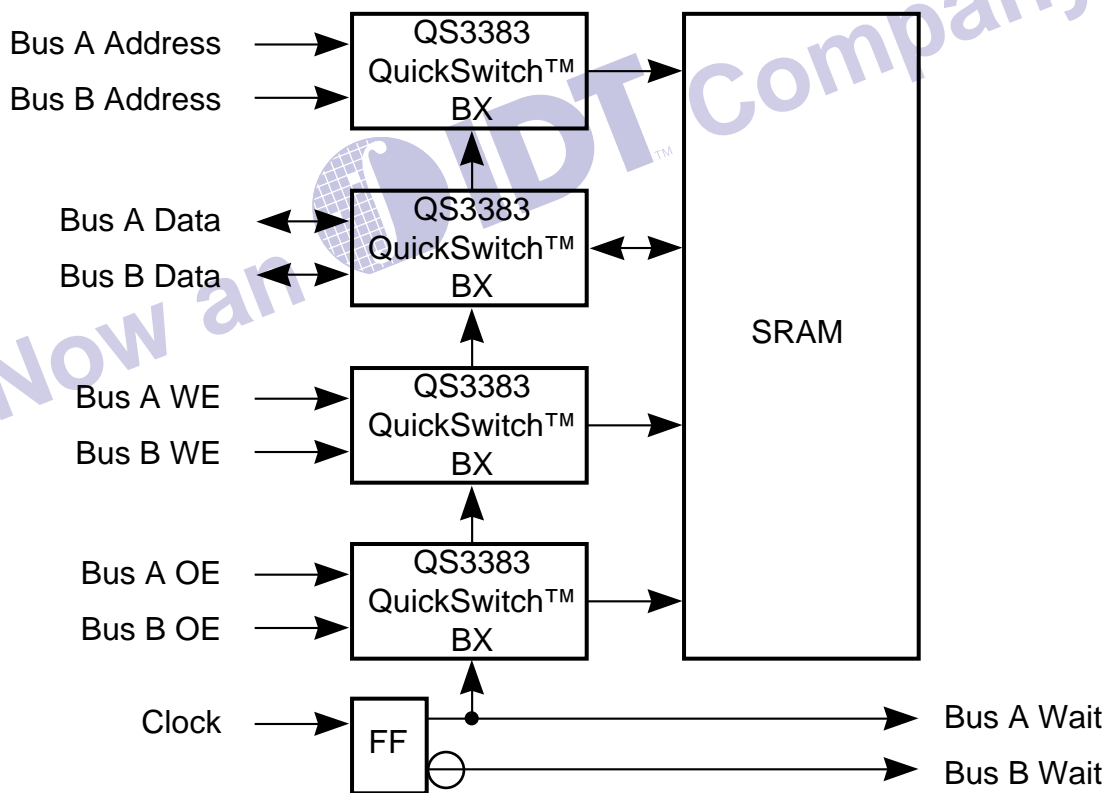 Bus A Address
Bus B Address
QS3383
QuickSwitch™
BX
Bus A Data
Bus B Data
QS3383
QuickSwitch™
BX
Bus A WE
Bus B WE
QS3383
QuickSwitch™
BX
Bus A OE
Bus B OE
QS3383
QuickSwitch™
BX
SRAM
Clock
FF
Bus A Wait
Bus B Wait
Now an IDT™ Company